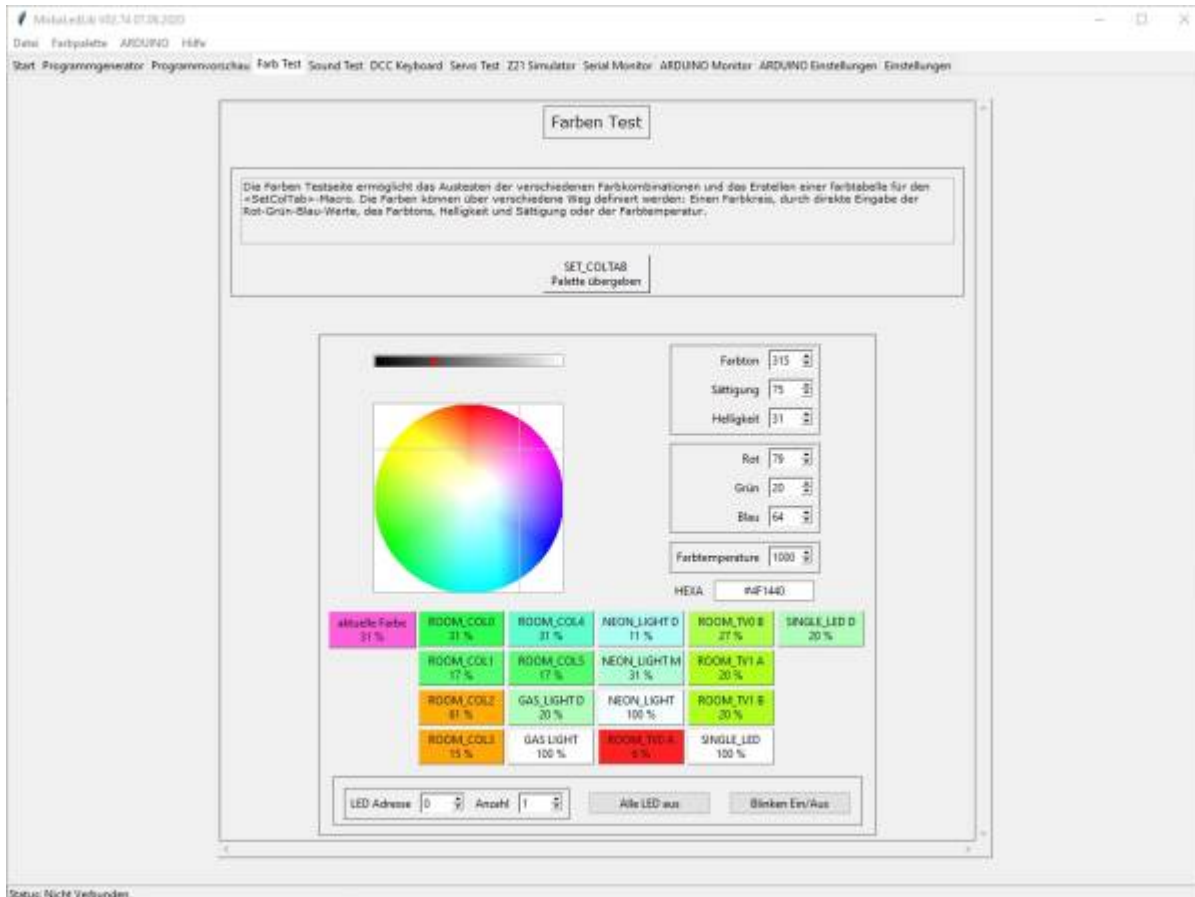 MobaLedLib V02.74 07.06.2020
Datei Farbpalette ARDUINO Hilfe
Start Programmgenerator Programmvorschau Farb Test Sound Test DCC Keyboard Servo Test Z21 Simulator Serial Monitor ARDUINO Monitor ARDUINO Einstellungen Einstellungen
Farben Test
Die Farben Testseite ermöglicht das Austesten der verschiedenen Farbkombinationen und das Erstellen einer farbtabelle für den
<SetColTab>-Macro. Die Farben können über verschiedene Weg definiert werden: Einen Farbkreis, durch direkte Eingabe der
Rot-Grün-Blau-Werte, des Farbtons, Helligkeit und Sättigung oder der Farbtemperatur.
SET_COLTAB
Palette übergeben
Farbton 315
Sättigung 75
Helligkeit 31
Rot 79
Grün 20
Blau 64
Farbtemperature 1000
HEXA #4F1440
aktuelle Farbe ROOM_COL0 ROOM_COL4 NEON_LIGHT D ROOM_TV0 B SINGLE_LED D
31 % 31 % 31 % 11 % 27 % 20 %
ROOM_COL1 ROOM_COL5 NEON_LIGHT M ROOM_TV1 A
17 % 17 % 31 % 20 %
ROOM_COL2 GAS_LIGHT D NEON_LIGHT ROOM_TV1 B
61 % 20 % 100 % 20 %
ROOM_COL3 GAS LIGHT ROOM_TV0 A SINGLE_LED
15 % 100 % 6 % 100 %
LED Adresse 0 Anzahl 1 Alle LED aus Blinken Ein/Aus
Status: Nicht Verbunden